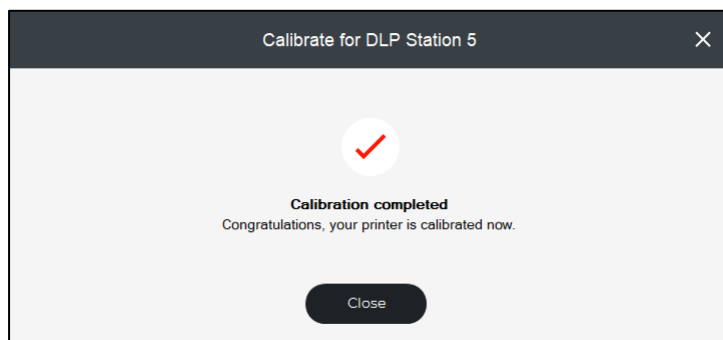 Calibrate for DLP Station 5
Calibration completed
Congratulations, your printer is calibrated now.
Close